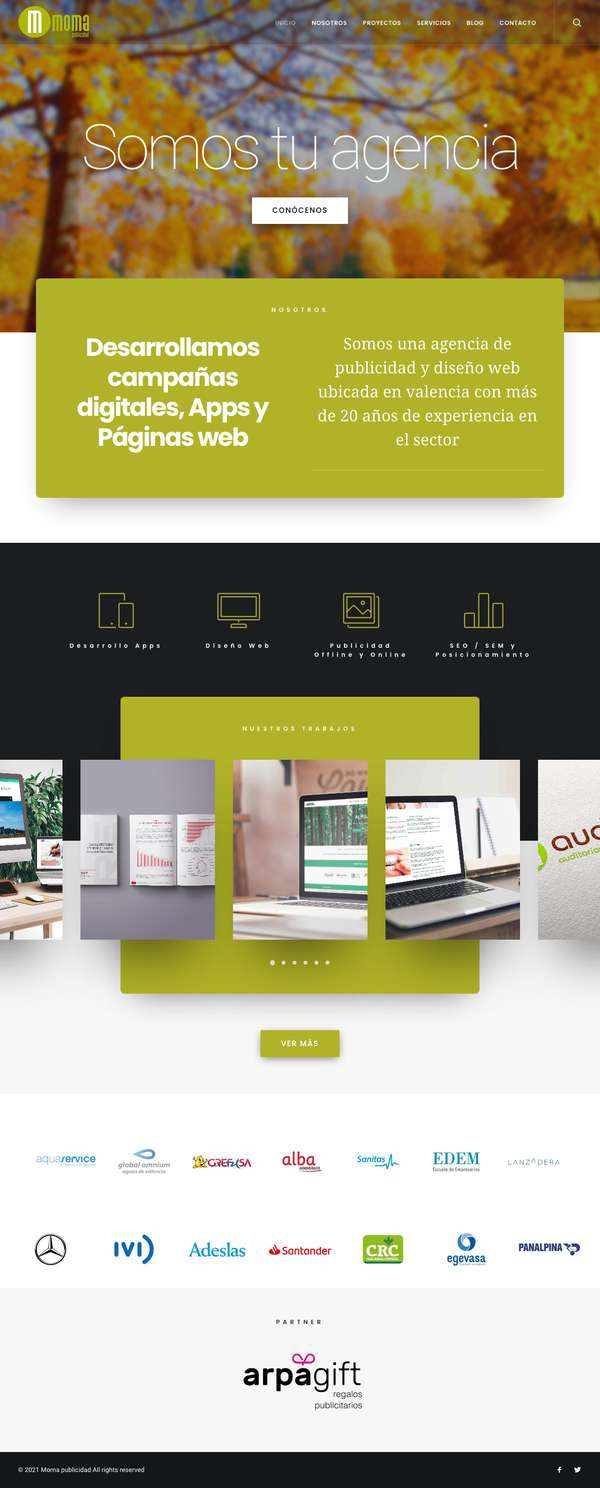 m moma
publicidad
INICIO NOSOTROS PROYECTOS SERVICIOS BLOG CONTACTO
Somos tu agencia
CONÓCENOS
NOSOTROS
Desarrollamos
campañas
digitales, Apps y
Páginas web
Somos una agencia de
publicidad y diseño web
ubicada en valencia con más
de 20 años de experiencia en
el sector
Desarrollo Apps
Diseño Web
Publicidad
Offline y Online
SEO / SEM y
Posicionamiento
NUESTROS TRABAJOS
VER MÁS
aquaservice
global omnium
aguas de valencia
GREFUSA
alba
Sanitas
EDEM
Escuela de Empresarios
LANZADERA
IVI
Adeslas
Santander
CRC
egevasa
PANALPINA
PARTNER
arpagift
regalos
publicitarios
© 2021 Moma publicidad All rights reserved